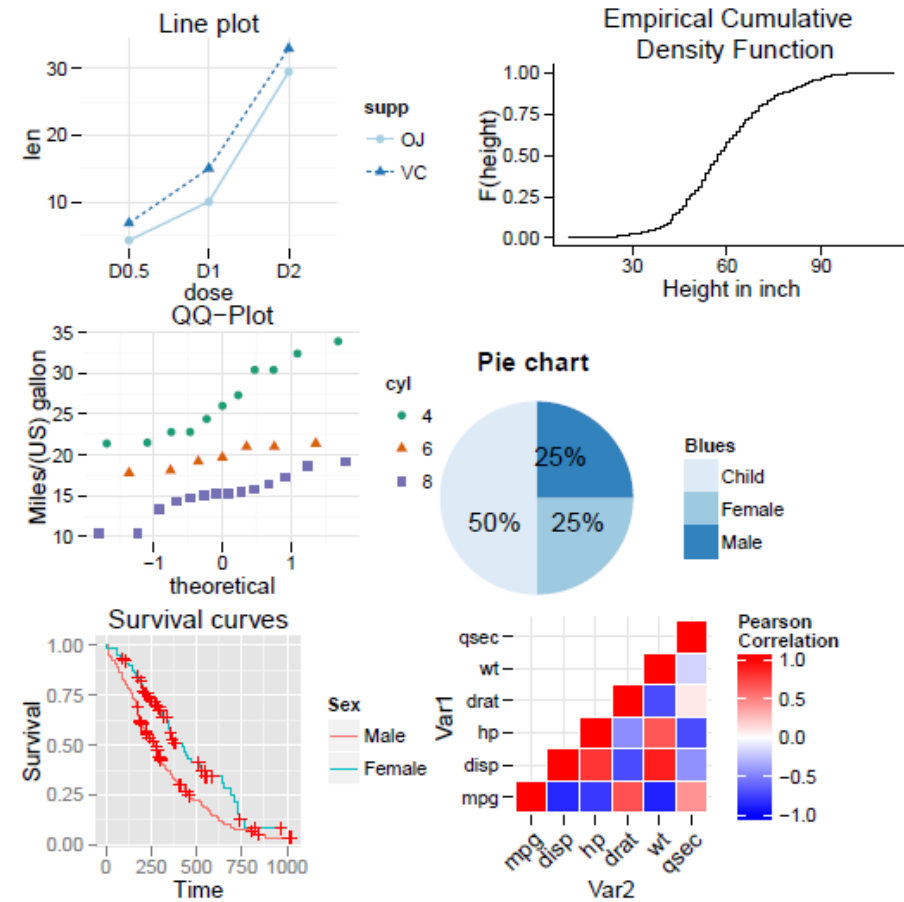 Line plot
30
20
10
len
D0.5 D1 D2
dose
supp
OJ
VC
Empirical Cumulative
Density Function
1.00
0.75
0.50
0.25
0.00
F(height)
30 60 90
Height in inch
QQ−Plot
35
30
25
20
15
10
Miles/(US) gallon
−1 0 1
theoretical
cyl
4
6
8
Pie chart
25%
50% 25%
Blues
Child
Female
Male
Survival curves
1.00
0.75
0.50
0.25
0.00
Survival
0 250 500 750 1000
Time
Sex
Male
Female
qsec
wt
drat
hp
disp
mpg
Var1
mpg disp hp drat wt qsec
Var2
Pearson
Correlation
1.0
0.5
0.0
−0.5
−1.0